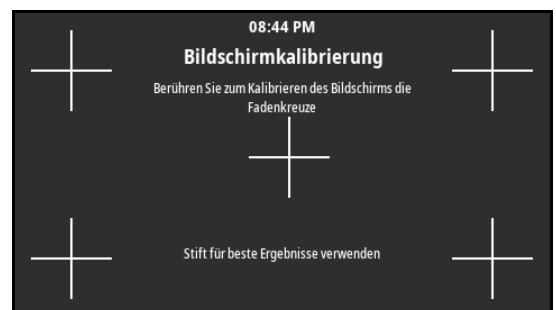 08:44 PM
Bildschirmkalibrierung
Berühren Sie zum Kalibrieren des Bildschirms die
Fadenkreuze
Stift für beste Ergebnisse verwenden